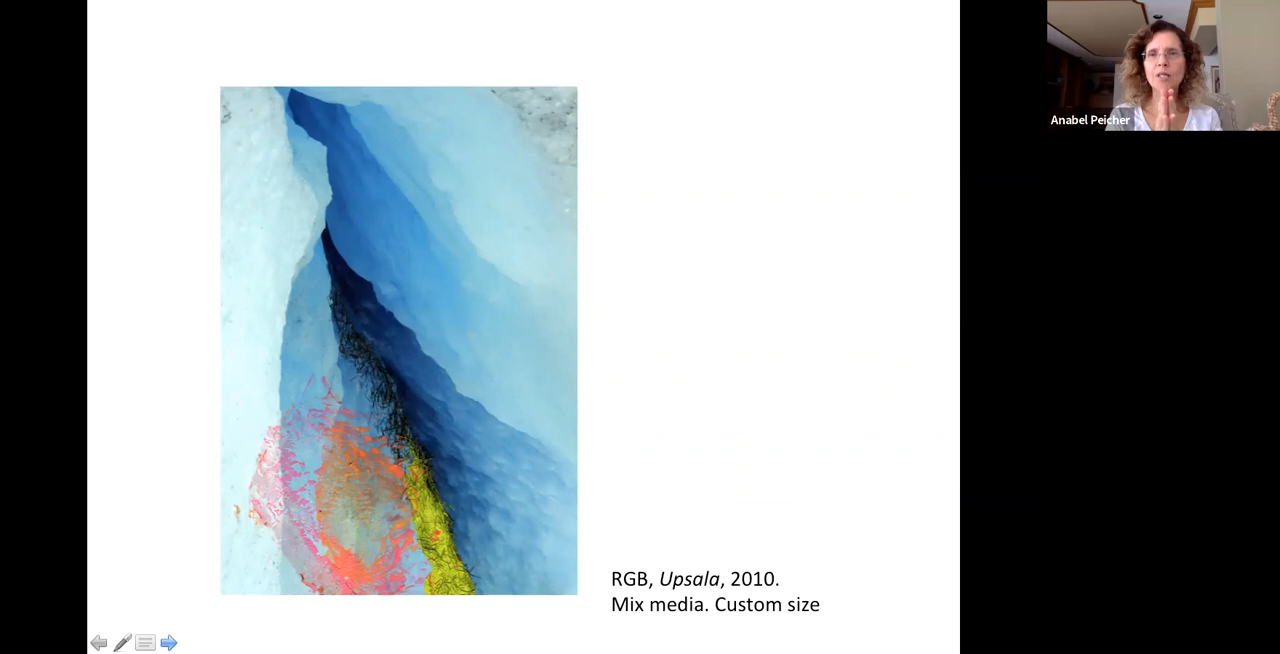 Anabel Peicher
RGB, Upsala, 2010.
Mix media. Custom size